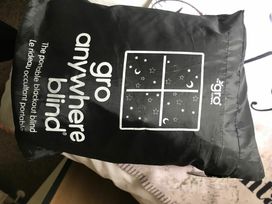 gro
anywhere
blind
The portable blackout blind
Le rideau occultant portable
gro